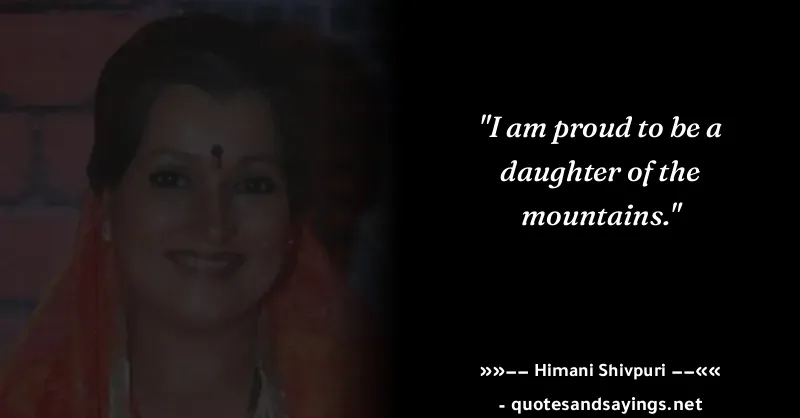 "I am proud to be a
daughter of the
mountains."
»»–– Himani Shivpuri ––««
- quotesandsayings.net